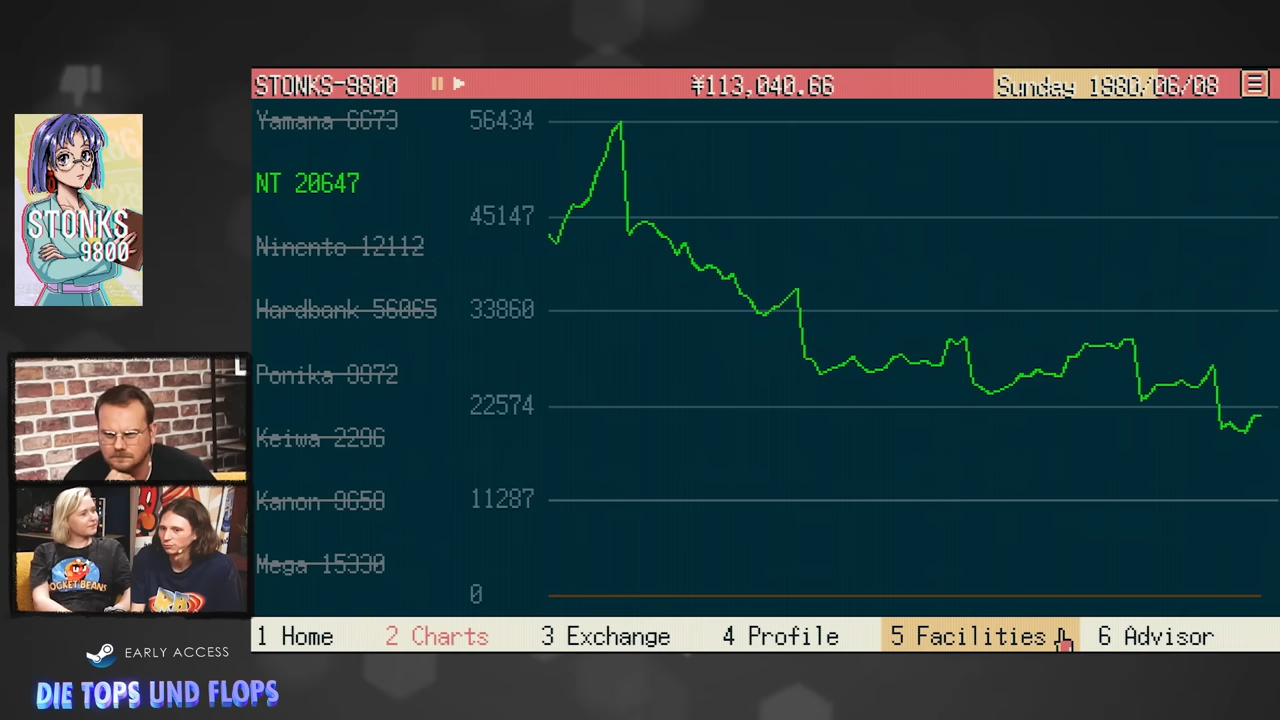 STONKS-9800
¥113,040.66
Sunday 1980/06/08
Yamana 6673
56434
NT 20647
45147
Ninento 12112
Hardbank 56065
33860
Ponika 9972
22574
Keiwa 2296
Kanon 9650
11287
Mega 15330
0
1 Home
2 Charts
3 Exchange
4 Profile
5 Facilities
6 Advisor
STONKS
9800
ROCKET BEANS
EARLY ACCESS
DIE TOPS UND FLOPS